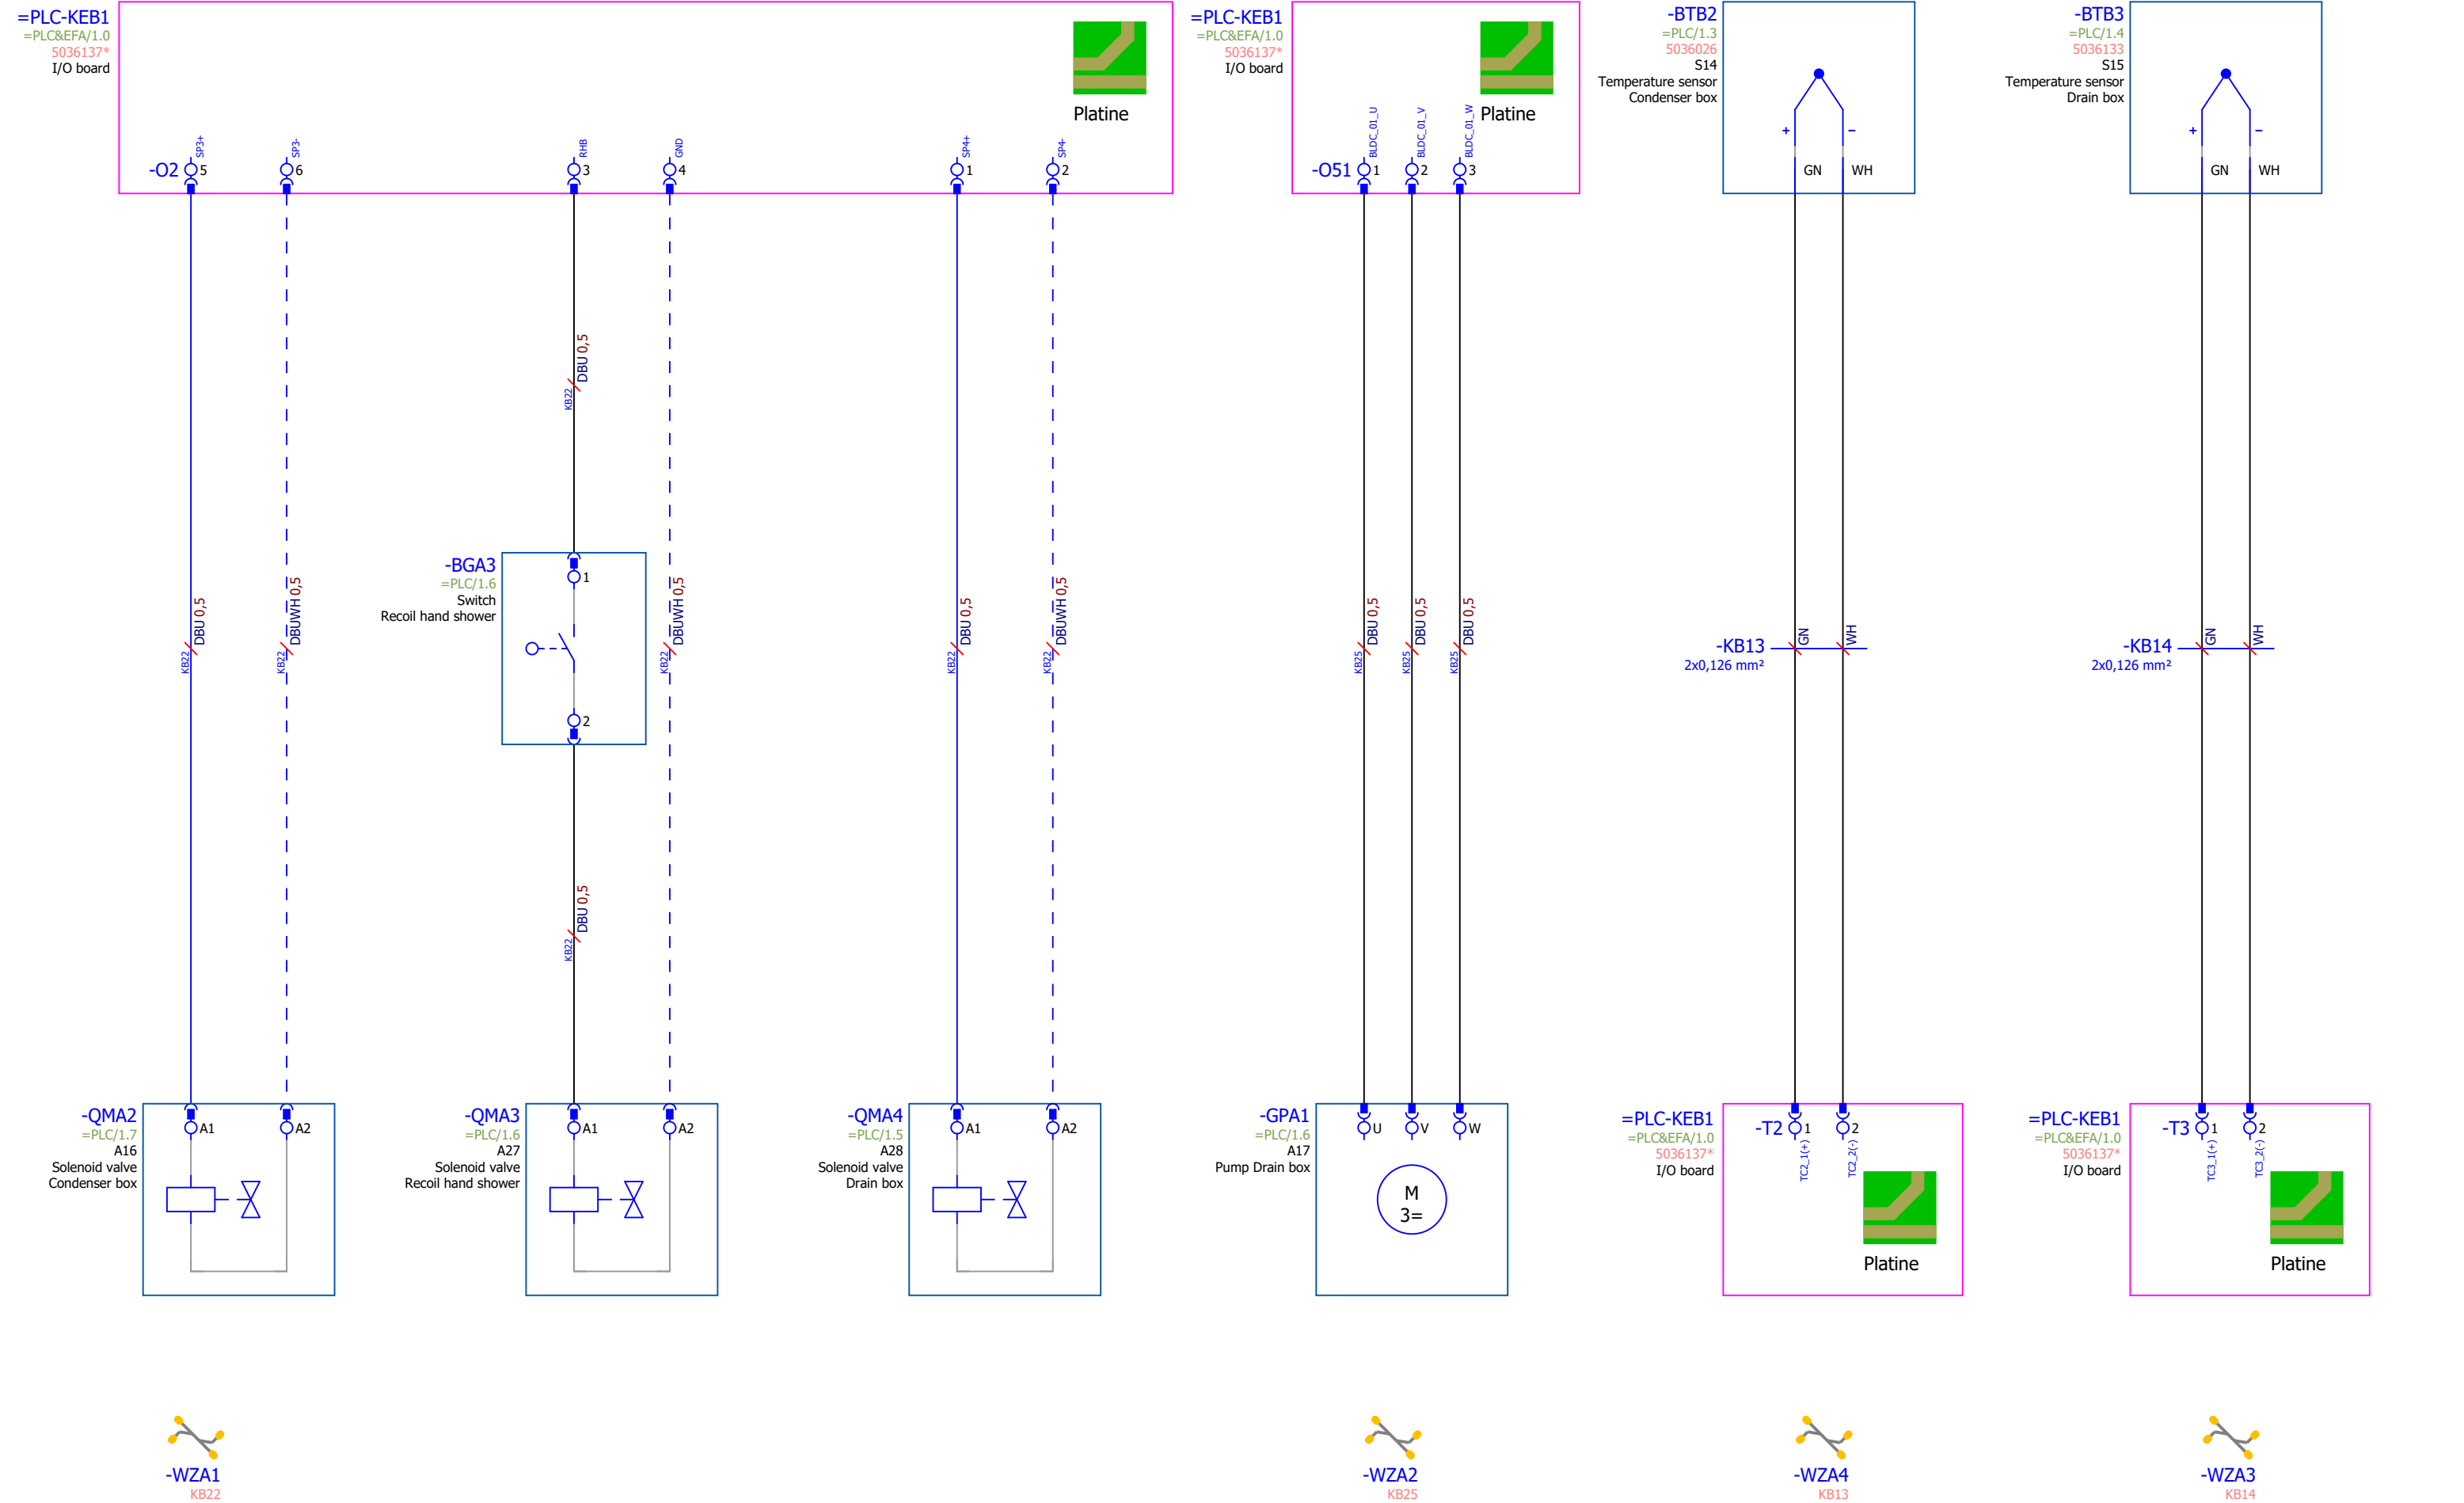 =PLC-KEB1
=PLC&EFA/1.0
5036137*
I/O board
Platine
-O2
SP3+
5
SP3-
6
RHB
3
GND
4
SP4+
1
SP4-
2
=PLC-KEB1
=PLC&EFA/1.0
5036137*
I/O board
Platine
-O51
BLDC_01_U
1
BLDC_01_V
2
BLDC_01_W
3
-BTB2
=PLC/1.3
5036026
S14
Temperature sensor
Condenser box
+
-
GN
WH
-BTB3
=PLC/1.4
5036133
S15
Temperature sensor
Drain box
+
-
GN
WH
KB22
DBU 0,5
-BGA3
=PLC/1.6
Switch
Recoil hand shower
1
2
KB22
DBU 0,5
KB22
DBUWH 0,5
KB22
DBUWH 0,5
KB22
DBU 0,5
KB22
DBUWH 0,5
KB25
DBU 0,5
KB25
DBU 0,5
KB25
DBU 0,5
-KB13
2x0,126 mm²
GN
WH
-KB14
2x0,126 mm²
GN
WH
KB22
DBU 0,5
-QMA2
=PLC/1.7
A16
Solenoid valve
Condenser box
A1
A2
-QMA3
=PLC/1.6
A27
Solenoid valve
Recoil hand shower
A1
A2
-QMA4
=PLC/1.5
A28
Solenoid valve
Drain box
A1
A2
-GPA1
=PLC/1.6
A17
Pump Drain box
U
V
W
M
3=
=PLC-KEB1
=PLC&EFA/1.0
5036137*
I/O board
-T2
1
2
TC2_1(+)
TC2_2(-)
Platine
=PLC-KEB1
=PLC&EFA/1.0
5036137*
I/O board
-T3
1
2
TC3_1(+)
TC3_2(-)
Platine
-WZA1
KB22
-WZA2
KB25
-WZA4
KB13
-WZA3
KB14